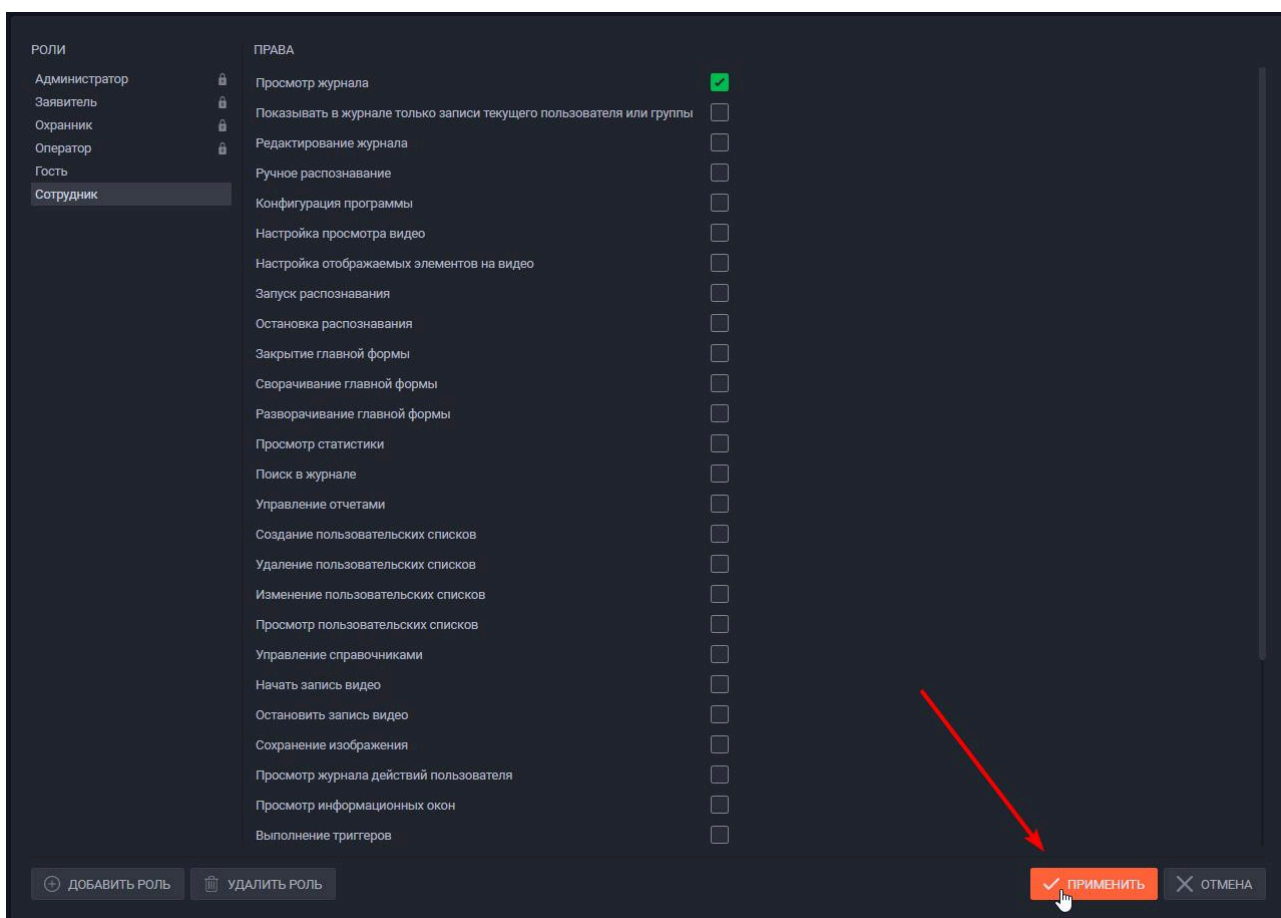 РОЛИ
Администратор
Заявитель
Охранник
Оператор
Гость
Сотрудник
ПРАВА
Просмотр журнала
Показывать в журнале только записи текущего пользователя или группы
Редактирование журнала
Ручное распознавание
Конфигурация программы
Настройка просмотра видео
Настройка отображаемых элементов на видео
Запуск распознавания
Остановка распознавания
Закрытие главной формы
Сворачивание главной формы
Разворачивание главной формы
Просмотр статистики
Поиск в журнале
Управление отчетами
Создание пользовательских списков
Удаление пользовательских списков
Изменение пользовательских списков
Просмотр пользовательских списков
Управление справочниками
Начать запись видео
Остановить запись видео
Сохранение изображения
Просмотр журнала действий пользователя
Просмотр информационных окон
Выполнение триггеров
ДОБАВИТЬ РОЛЬ
УДАЛИТЬ РОЛЬ
ПРИМЕНИТЬ
ОТМЕНА